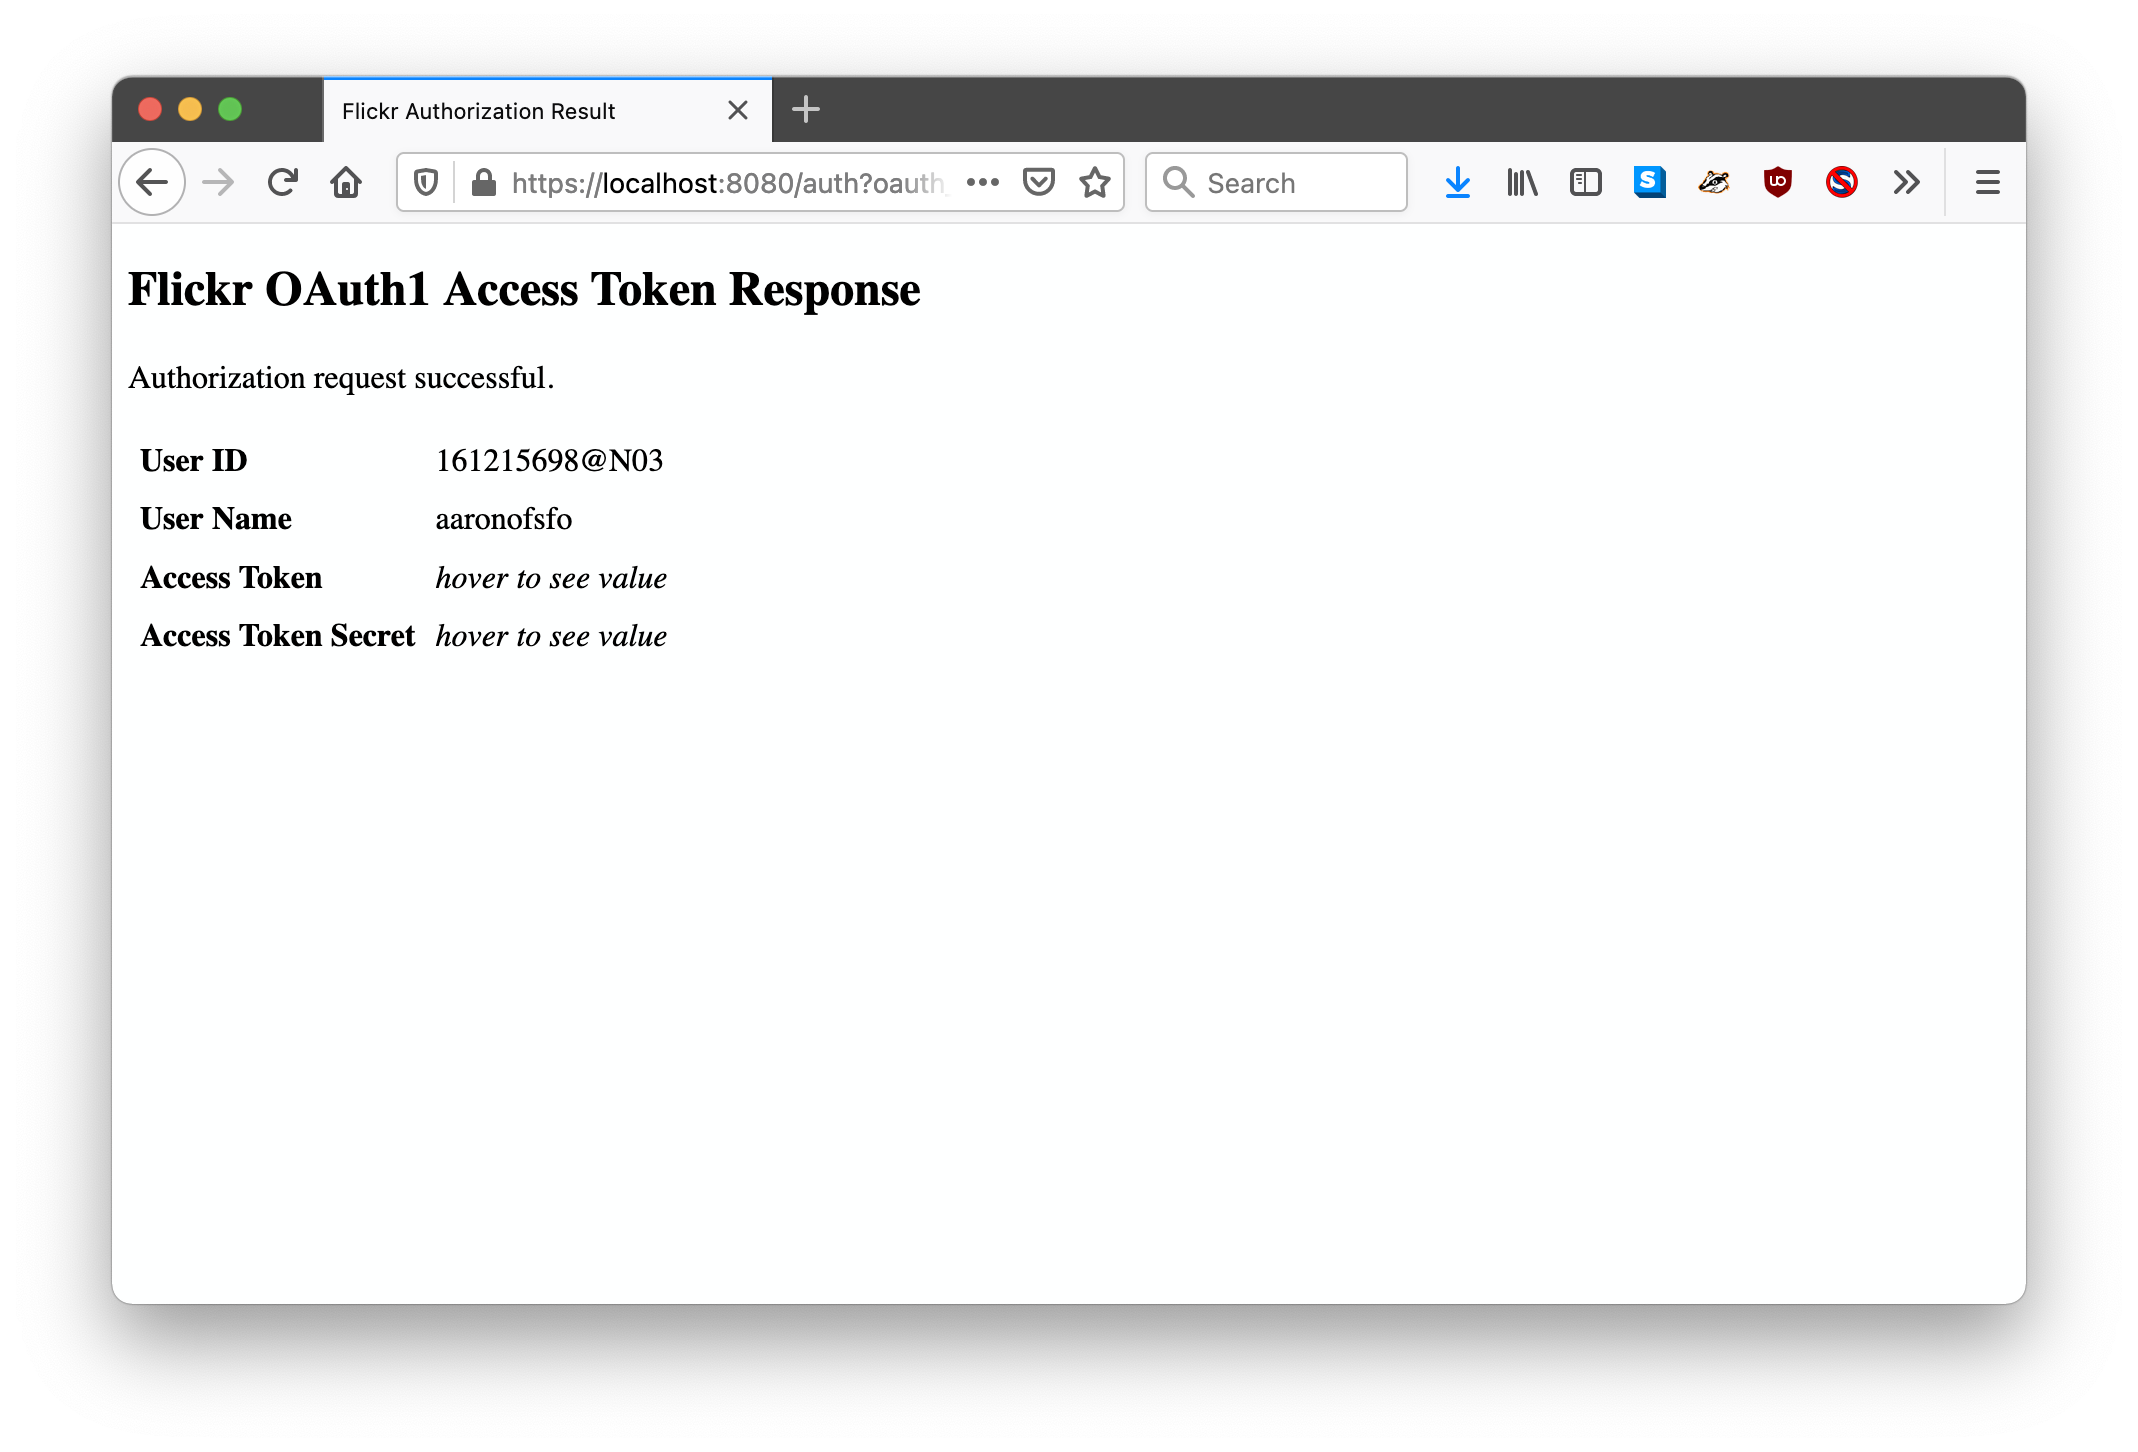 Flickr Authorization Result
https://localhost:8080/auth?oauth_
Search
Flickr OAuth1 Access Token Response
Authorization request successful.
User ID 161215698@N03
User Name aaronofsfo
Access Token hover to see value
Access Token Secret hover to see value